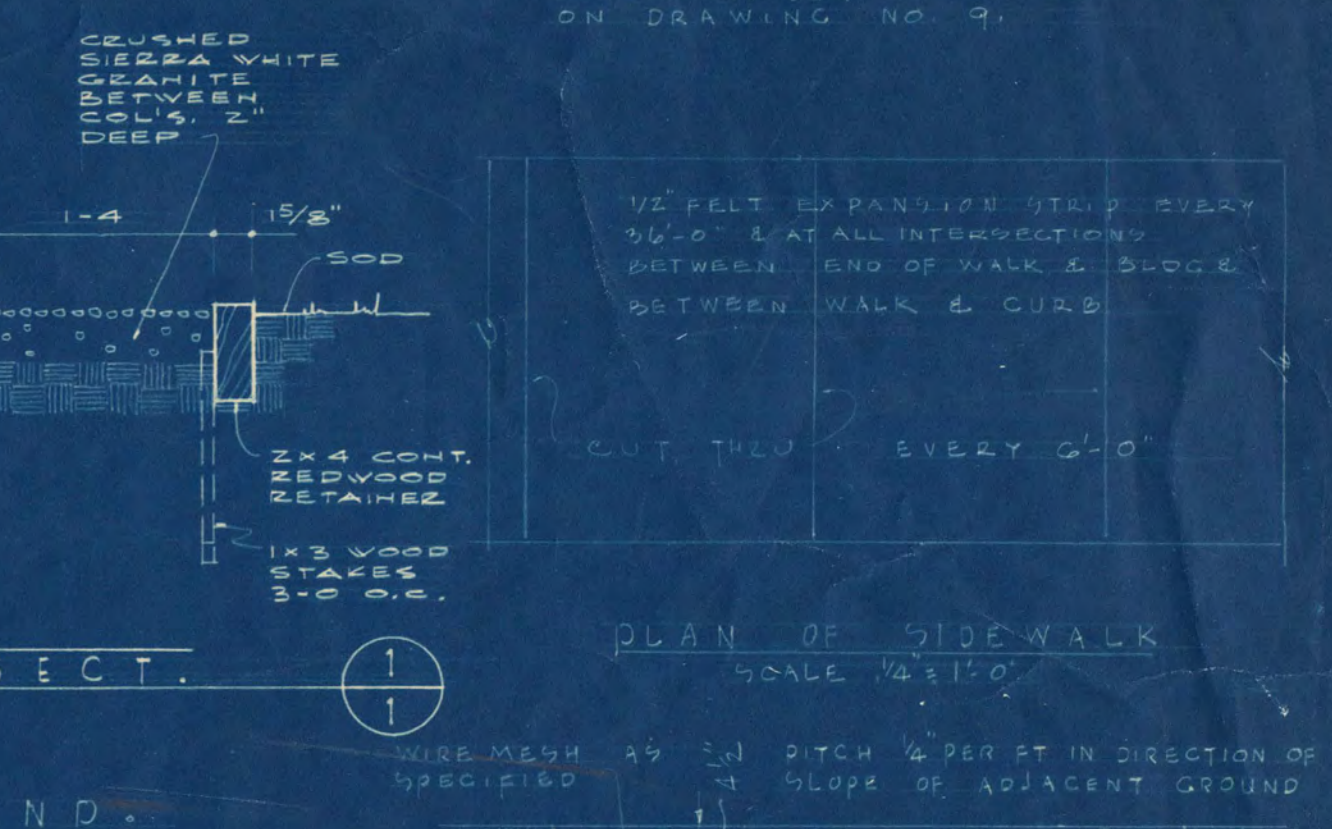 ON DRAWING NO. 9.
CRUSHED
SIERRA WHITE
GRANITE
BETWEEN
COL'S. 2"
DEEP
1-4
1 5/8"
SOD
2x4 CONT.
REDWOOD
RETAINER
1x3 WOOD
STAKES
3-0 O.C.
ECT.
1
1
ND.
1/2" FELT EXPANSION STRIP EVERY
36'-0" & AT ALL INTERSECTIONS
BETWEEN END OF WALK & BLDG &
BETWEEN WALK & CURB
CUT THRU EVERY 6'-0"
PLAN OF SIDEWALK
SCALE 1/4" = 1'-0"
WIRE MESH AS
SPECIFIED
PITCH 1/4" PER FT IN DIRECTION OF
SLOPE OF ADJACENT GROUND